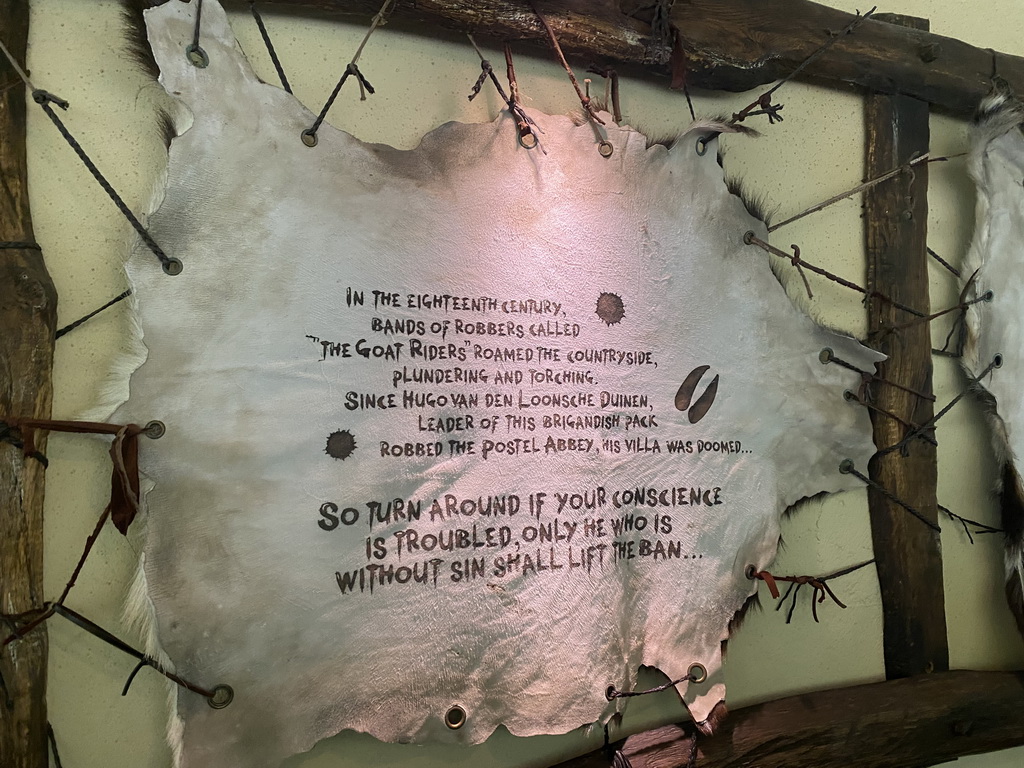 In the eighteenth century,
bands of robbers called
"The Goat Riders" roamed the countryside,
plundering and torching.
Since Hugo van den Loonsche Duinen,
leader of this brigandish pack
robbed the Postel Abbey, his villa was doomed...
So turn around if your conscience
is troubled. Only he who is
without sin shall lift the ban...